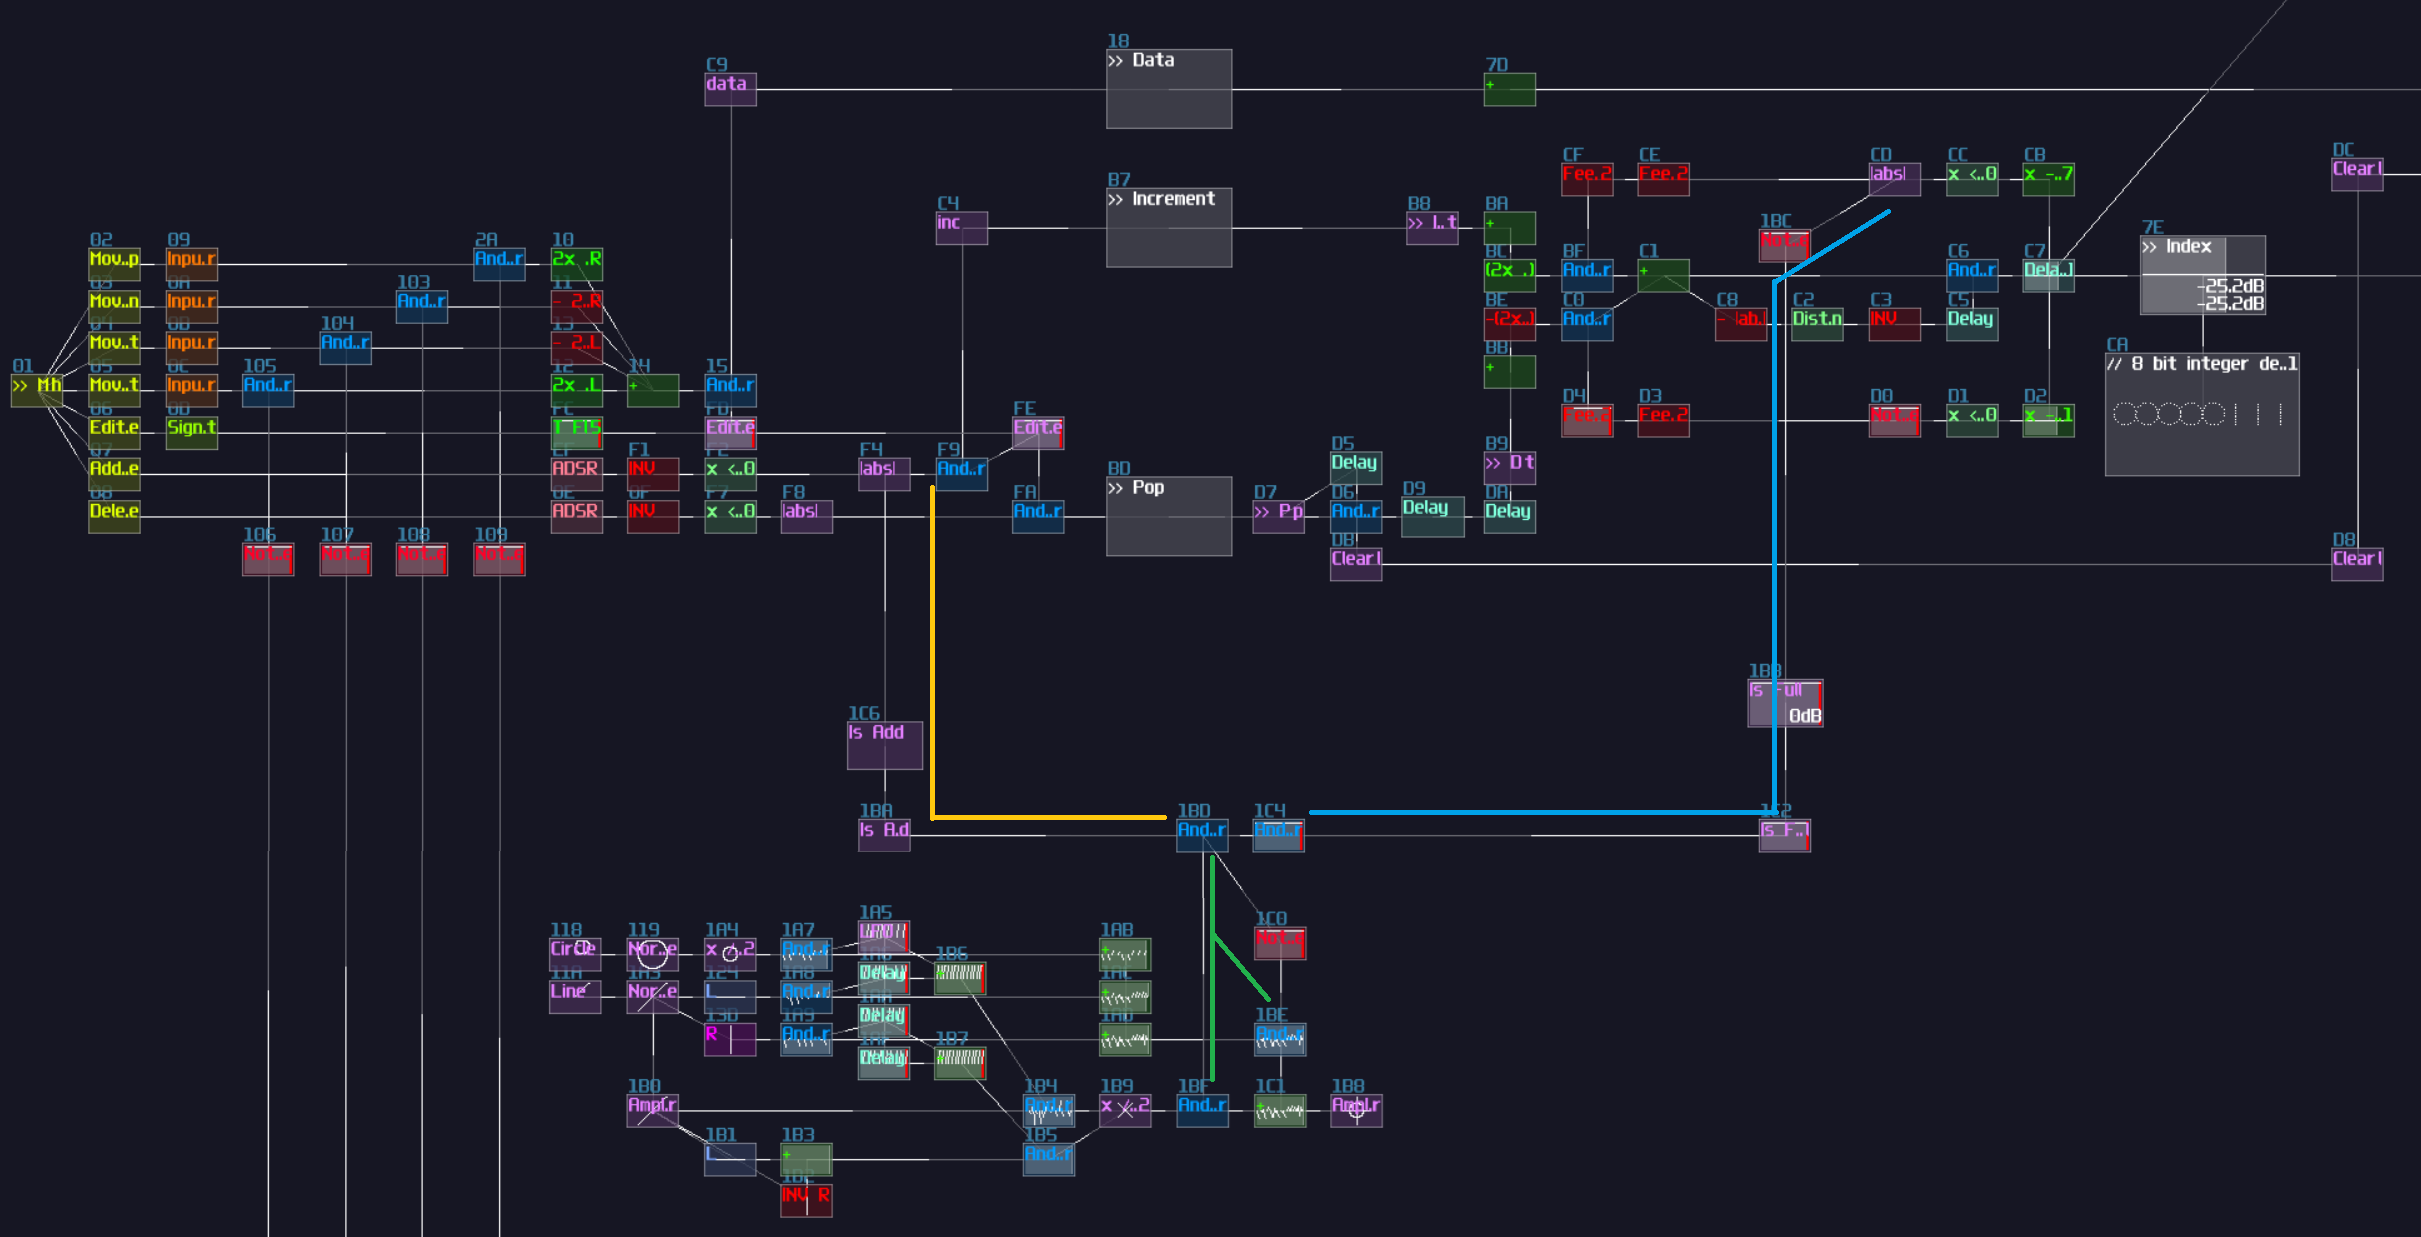 18
>> Data
C9
data
7D
+
DC
Clear!
CF
Fee.2
CE
Fee.2
CD
|abs|
CC
x <..0
CB
x -..7
B7
>> Increment
C4
inc
B8
>> I..t
BA
+
1BC
Not.e
02
Mov..p
09
Inpu.r
2A
And..r
10
2x .R
BC
(2x .)
BF
And..r
C1
+
C6
And..r
C7
Dela..]
7E
>> Index
-25.2dB
-25.2dB
03
Mov..n
0A
Inpu.r
103
And..r
11
- 2..R
BE
-(2x..)
C0
And..r
C8
- |ab.|
C2
Dist.n
C3
INV
C5
Delay
04
Mov..t
0B
Inpu.r
104
And..r
13
- 2..L
BB
+
CA
// 8 bit integer de..l
01
>> Mh
05
Mov..t
0C
Inpu.r
105
And..r
12
2x .L
14
+
15
And..r
D4
Fee.2
D3
Fee.2
D0
Not.e
D1
x <..0
D2
x -..1
06
Edit.e
0D
Sign.t
FC
FD
Edit.e
FE
Edit.e
07
Add..e
EF
ADSR
F1
INV
F2
x <..0
F4
|abs|
F9
And..r
D5
Delay
B9
>> Dt
08
Dele.e
0E
ADSR
0F
INV
F7
x <..0
F8
|abs|
FA
And..r
BD
>> Pop
D7
>> Pp
D6
And..r
D9
Delay
DA
Delay
106
Not.e
107
Not.e
108
Not.e
109
Not.e
DB
Clear!
D8
Clear!
1BB
Is Full
0dB
1C6
Is Add
1BA
Is A.d
1BD
And..r
1C4
And..r
1C2
Is F..l
118
Circle
119
Nor..e
1A4
x /.2
1A7
And..r
1A5
1B6
1AB
+
1C0
Not.e
11A
Line
1A3
Nor..e
124
L
1A8
And..r
Delay
1AC
+
13D
R
1A9
And..r
Delay
Delay
1B7
1AD
+
1BE
And..r
1B0
Ampl.r
1B4
And..r
1B9
x /.2
1BF
And..r
1C1
+
1B8
Ampl.r
1B1
L
1B3
+
1B5
And..r
1B2
INV R